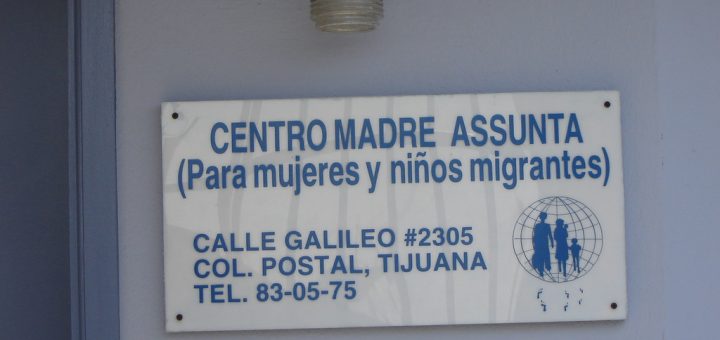 CENTRO MADRE ASSUNTA
(Para mujeres y niños migrantes)
CALLE GALILEO #2305
COL. POSTAL, TIJUANA
TEL. 83-05-75